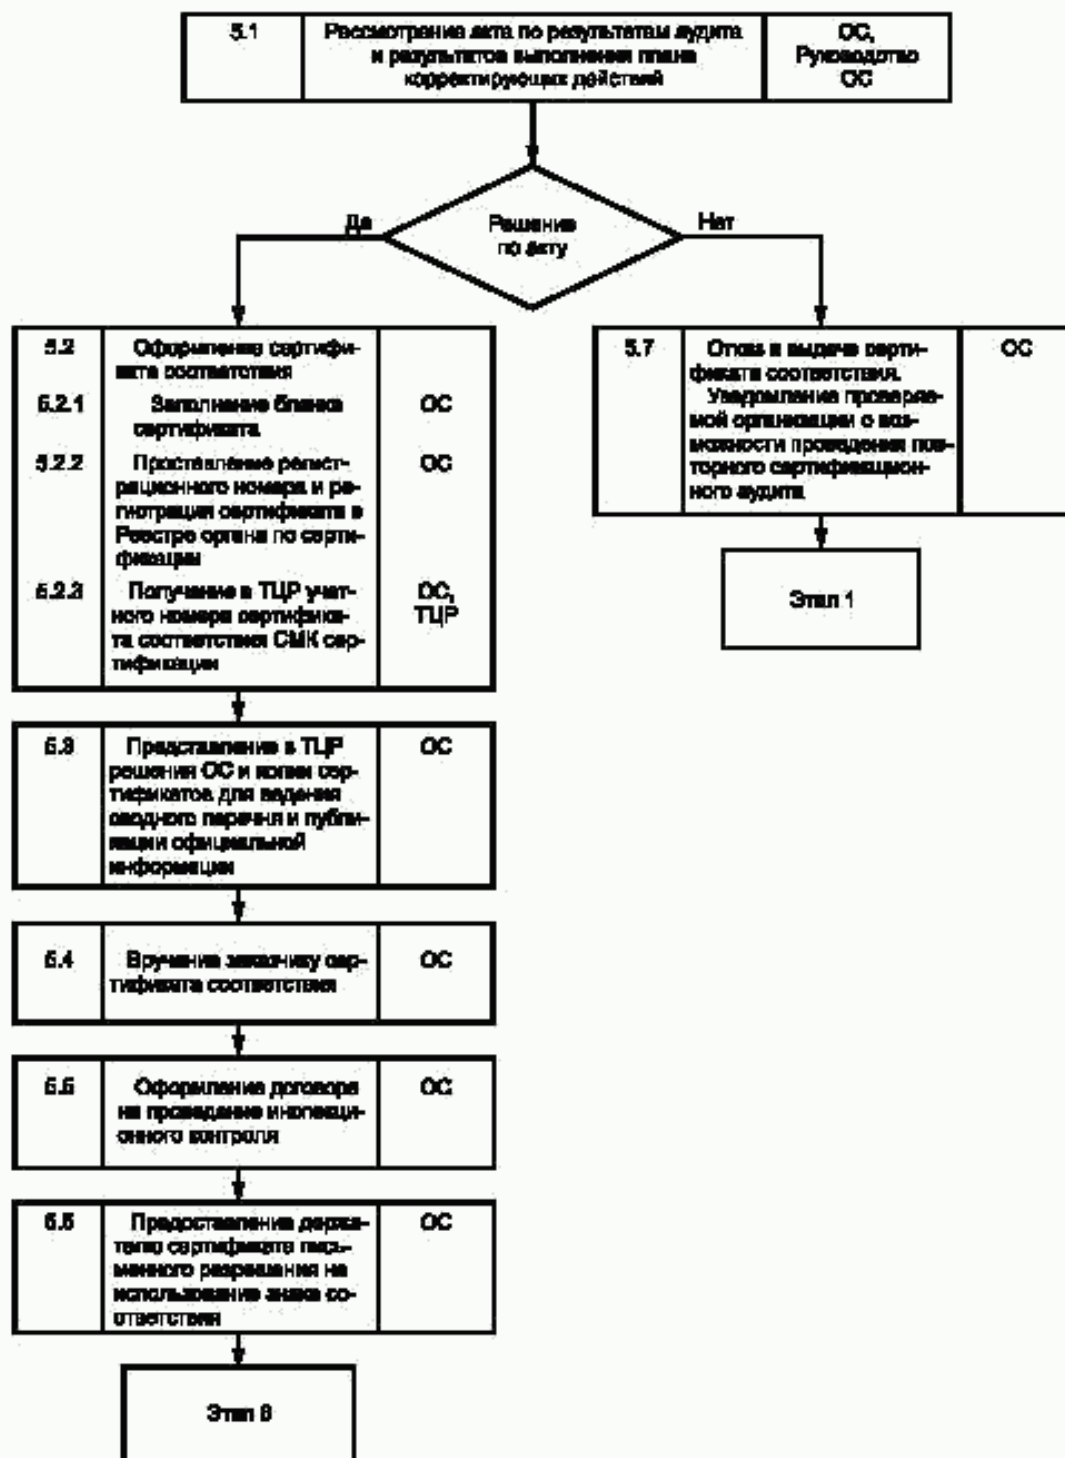 5.1
Рассмотрение акта по результатам аудита
и результатов выполнения плана
корректирующих действий
ОС,
Руководство
ОС
Решение
по акту
Да
Нет
5.2
Оформление сертифи-
ката соответствия
5.2.1
Заполнение бланка
сертификата
ОС
5.2.2
Проставление регист-
рационного номера и ре-
гистрация сертификата в
Реестре органа по серти-
фикации
ОС
5.2.3
Получение в ТЦР учет-
ного номера сертифика-
та соответствия СМК сер-
тификации
ОС,
ТЦР
5.7
Отказ в выдаче серти-
фиката соответствия.
Уведомление проверяе-
мой организации о воз-
можности проведения пов-
торного сертификацион-
ного аудита
ОС
Этап 1
5.3
Представление в ТЦР
решения ОС и копии сер-
тификатов для ведения
сводного перечня и публи-
кации официальной
информации
ОС
5.4
Вручение заказчику сер-
тификата соответствия
ОС
5.5
Оформление договора
на проведение инспекци-
онного контроля
ОС
Предоставление держа-
телю сертификата пись-
менного разрешения на
использование знака со-
ответствия
ОС
Этап